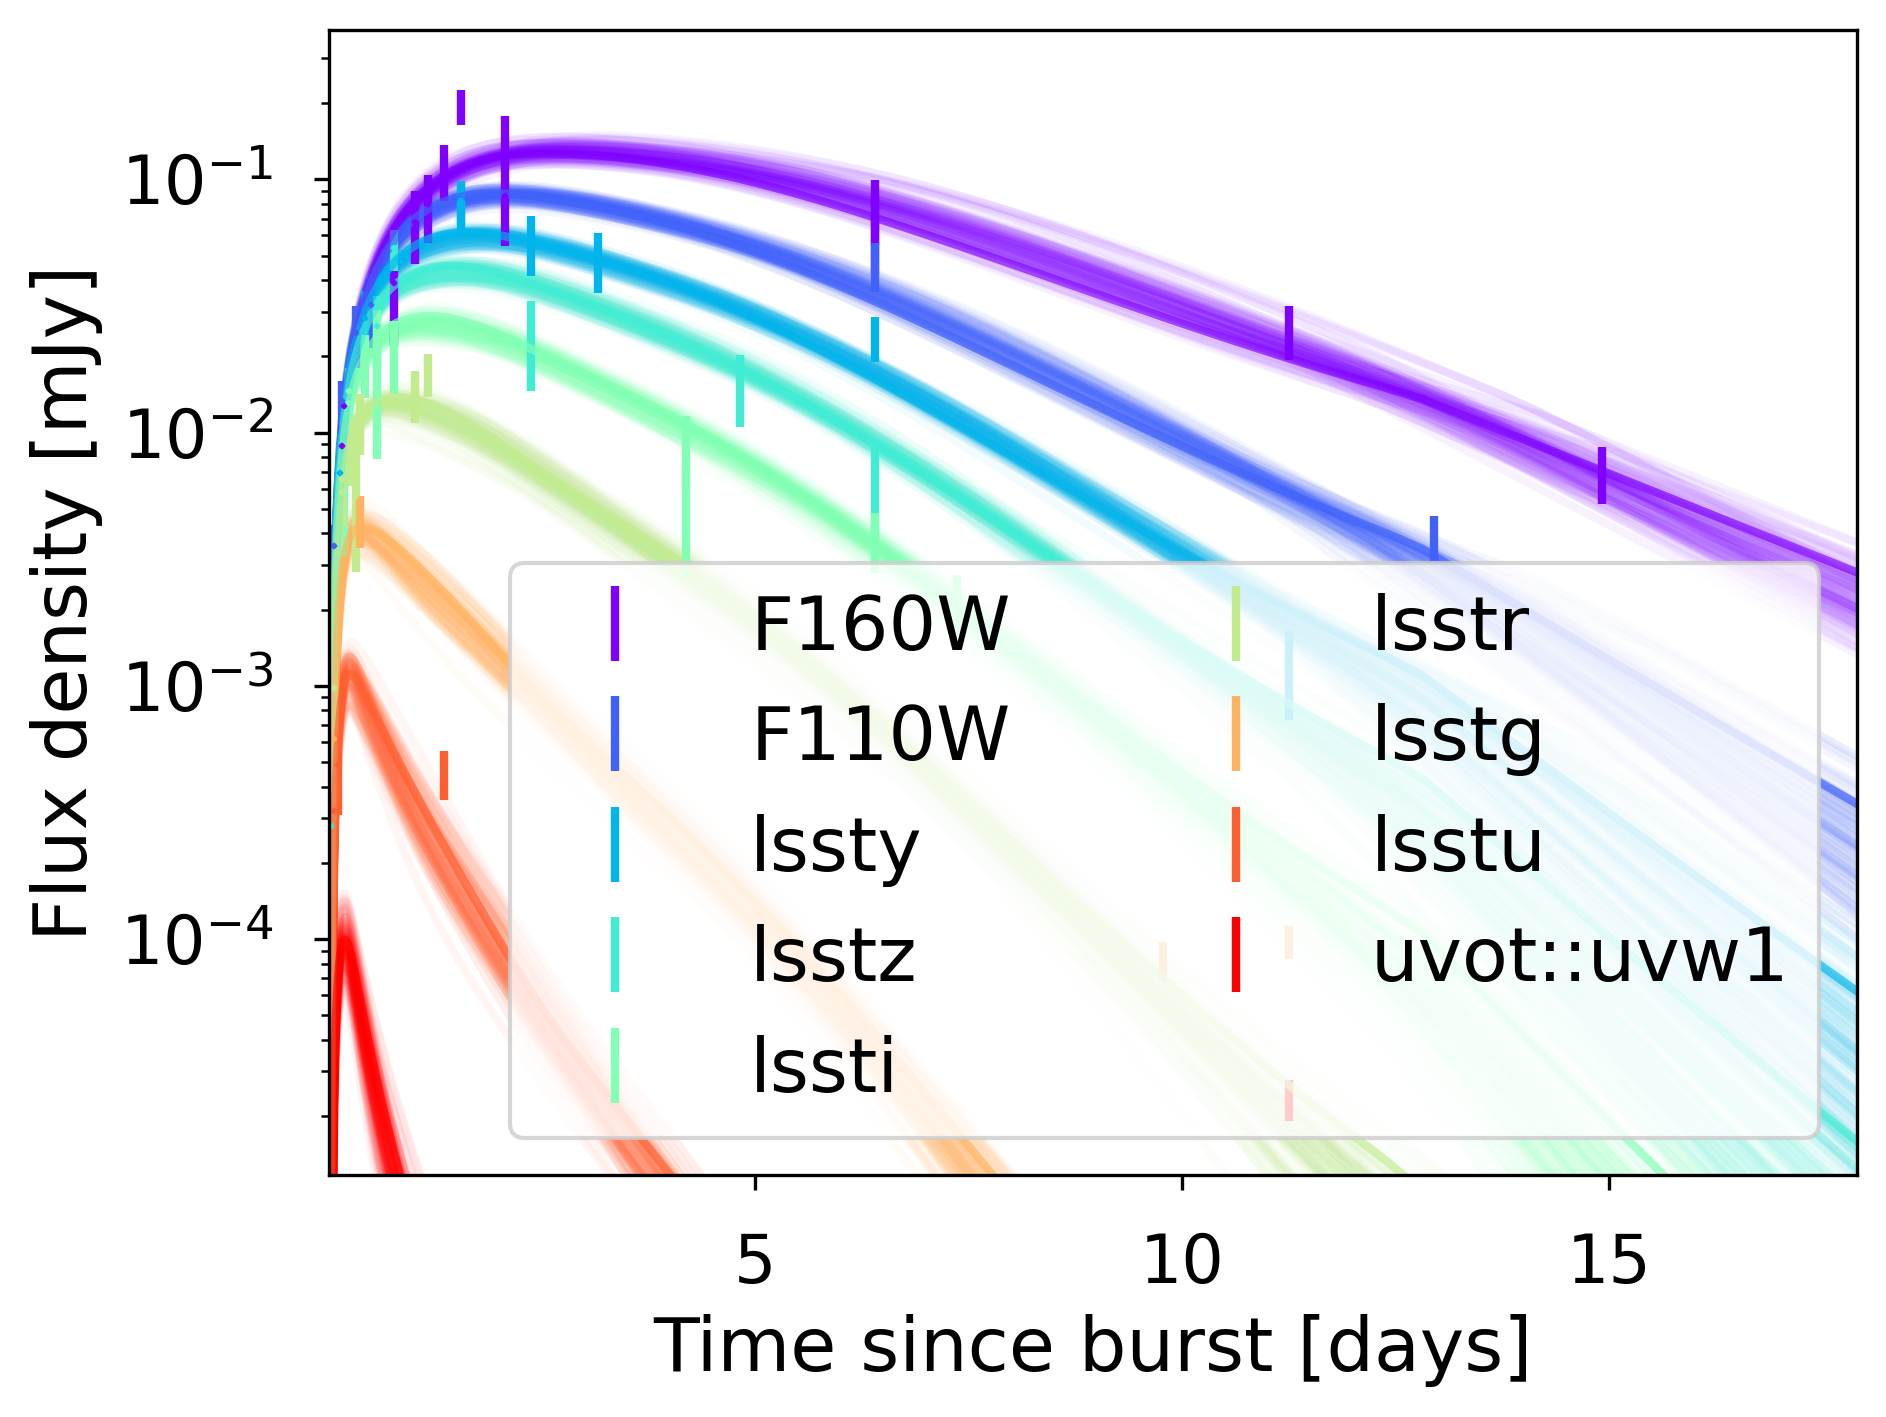 Flux density [mJy]
10⁻¹
10⁻²
10⁻³
10⁻⁴
F160W
F110W
lssty
lsstz
lssti
lsstr
lsstg
lsstu
uvot::uvw1
5 10 15
Time since burst [days]